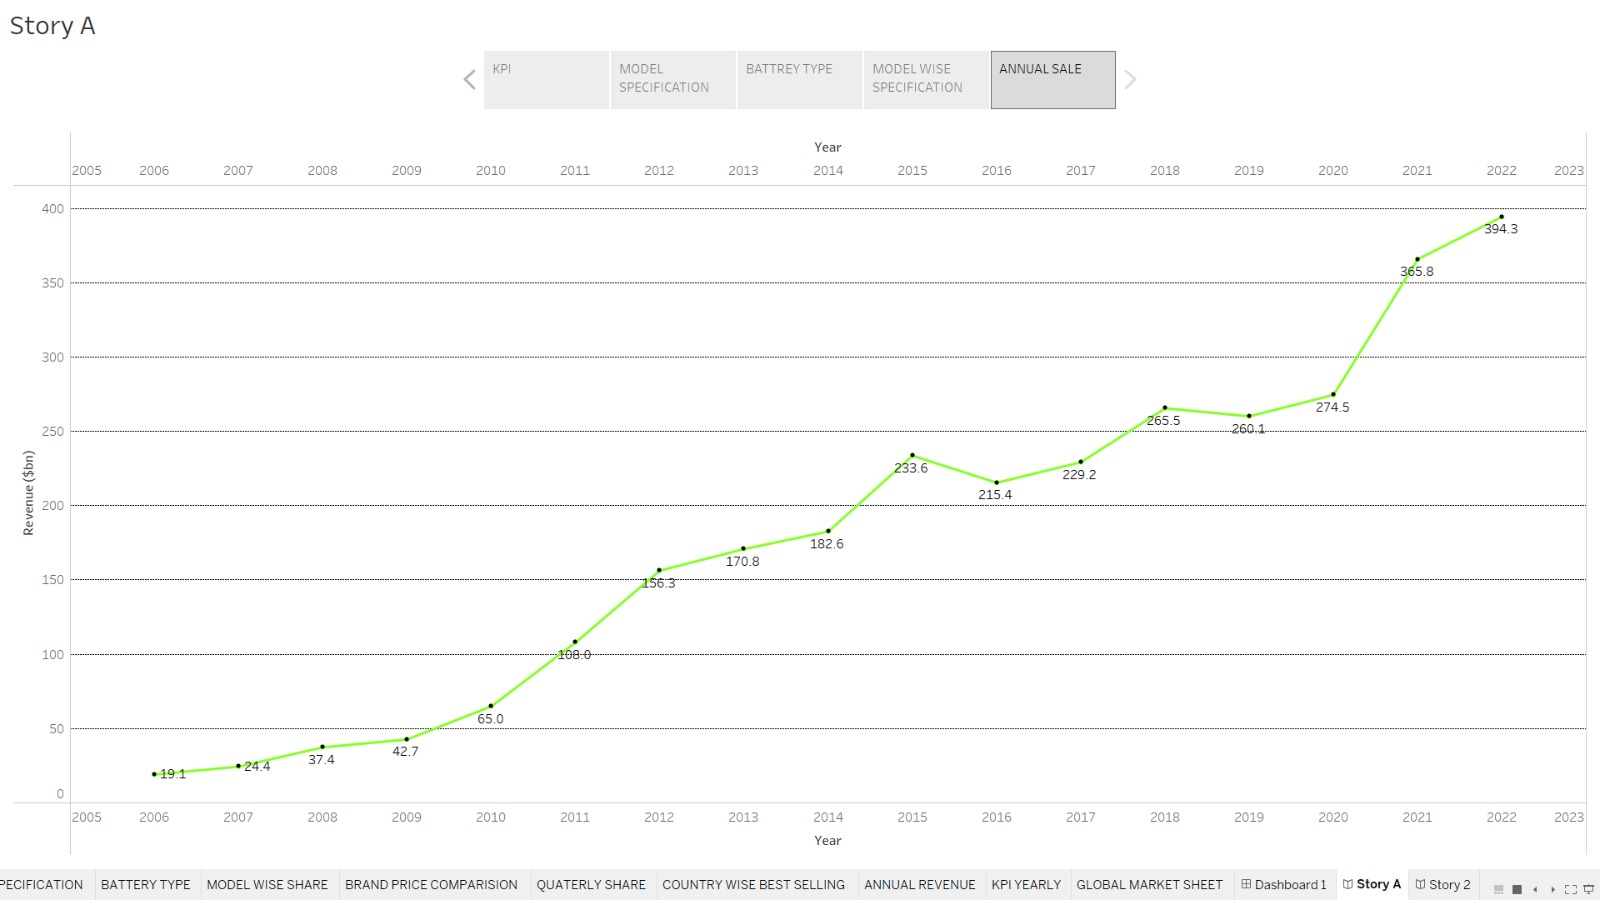 Story A
KPI
MODEL
SPECIFICATION
BATTREY TYPE
MODEL WISE
SPECIFICATION
ANNUAL SALE
Year
2005 2006 2007 2008 2009 2010 2011 2012 2013 2014 2015 2016 2017 2018 2019 2020 2021 2022 2023
400
350
300
250
200
150
100
50
0
Revenue ($bn)
19.1
24.4
37.4
42.7
65.0
108.0
156.3
170.8
182.6
233.6
215.4
229.2
265.5
260.1
274.5
365.8
394.3
2005 2006 2007 2008 2009 2010 2011 2012 2013 2014 2015 2016 2017 2018 2019 2020 2021 2022 2023
Year
PECIFICATION BATTERY TYPE MODEL WISE SHARE BRAND PRICE COMPARISION QUATERLY SHARE COUNTRY WISE BEST SELLING ANNUAL REVENUE KPI YEARLY GLOBAL MARKET SHEET Dashboard 1 Story A Story 2